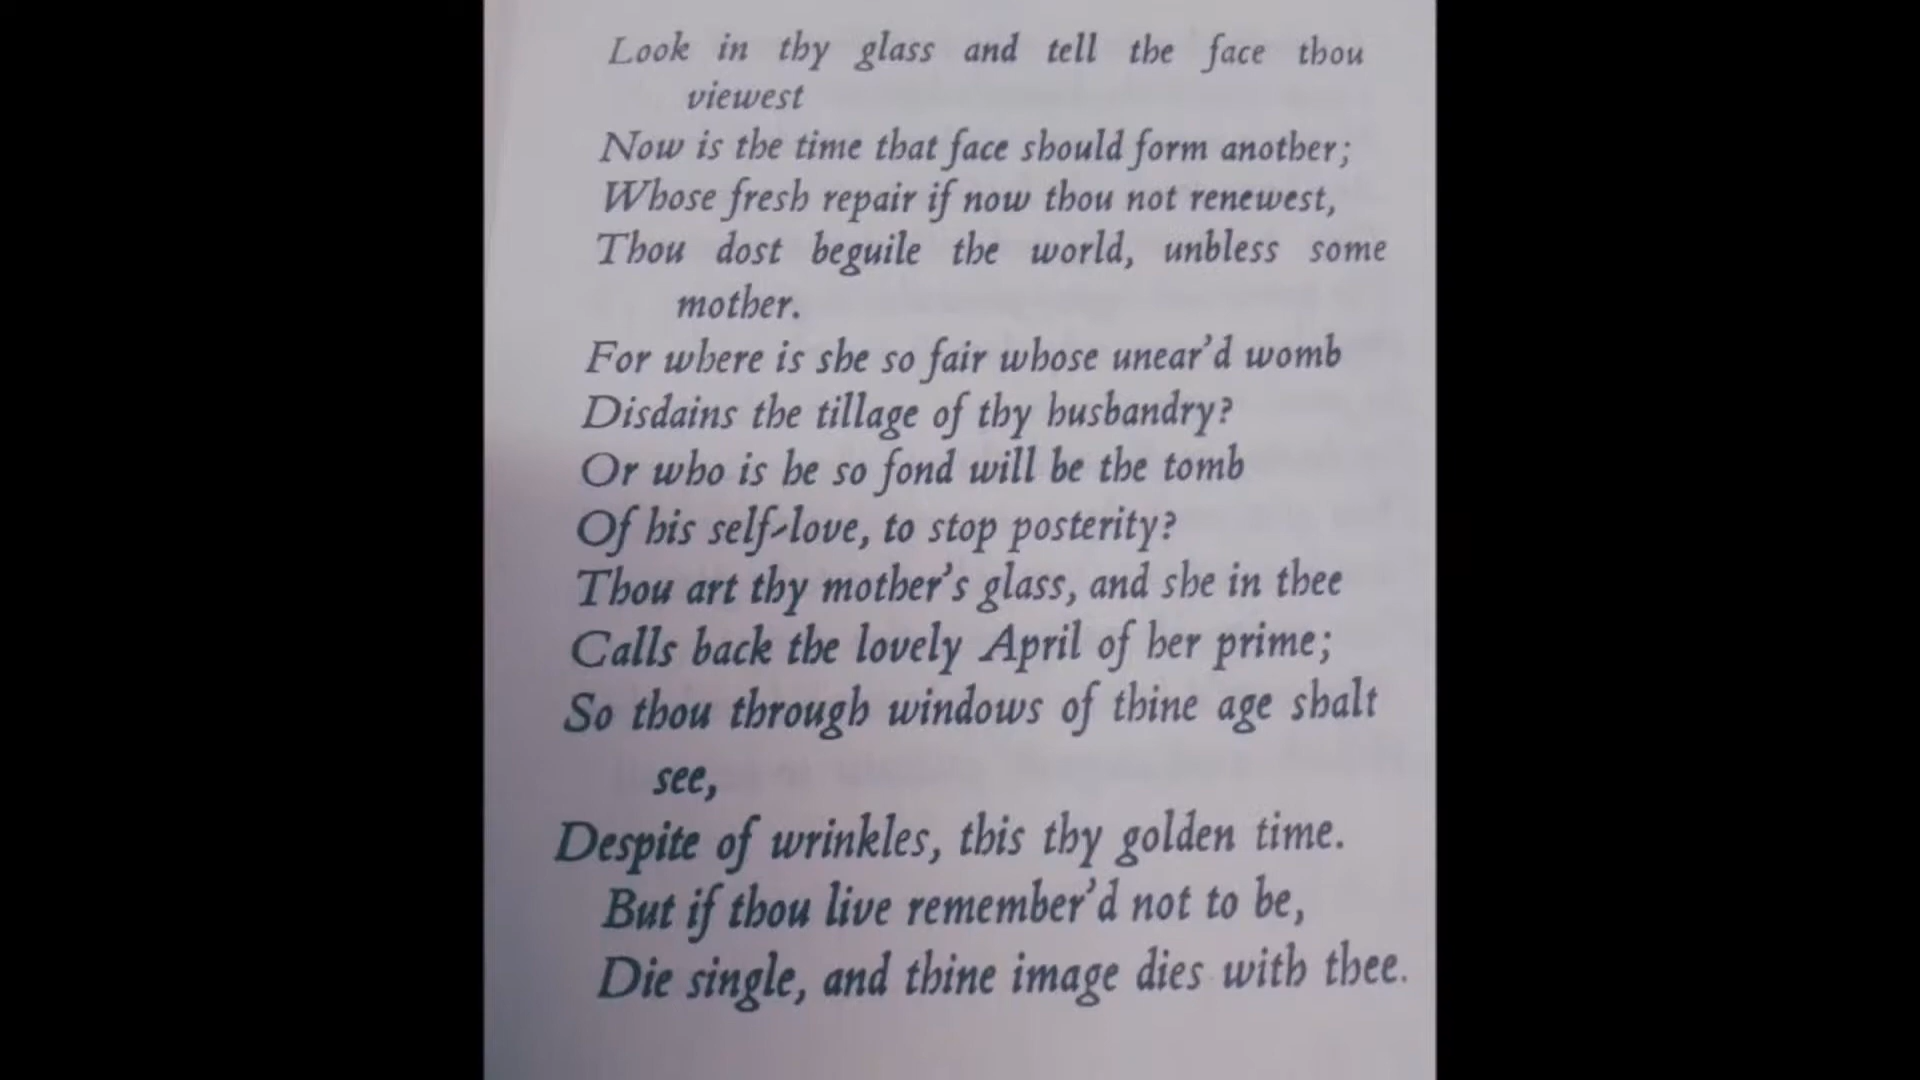 Look in thy glass and tell the face thou
viewest
Now is the time that face should form another;
Whose fresh repair if now thou not renewest,
Thou dost beguile the world, unbless some
mother.
For where is she so fair whose unear'd womb
Disdains the tillage of thy husbandry?
Or who is he so fond will be the tomb
Of his self-love, to stop posterity?
Thou art thy mother's glass, and she in thee
Calls back the lovely April of her prime;
So thou through windows of thine age shalt
see,
Despite of wrinkles, this thy golden time.
But if thou live remember'd not to be,
Die single, and thine image dies with thee.